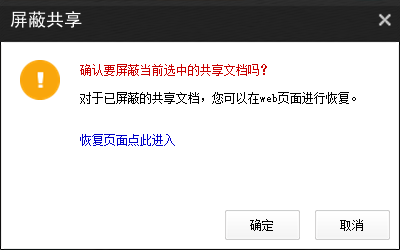 屏蔽共享
确认要屏蔽当前选中的共享文档吗？
对于已屏蔽的共享文档，您可以在web页面进行恢复。
恢复页面点此进入
确定
取消